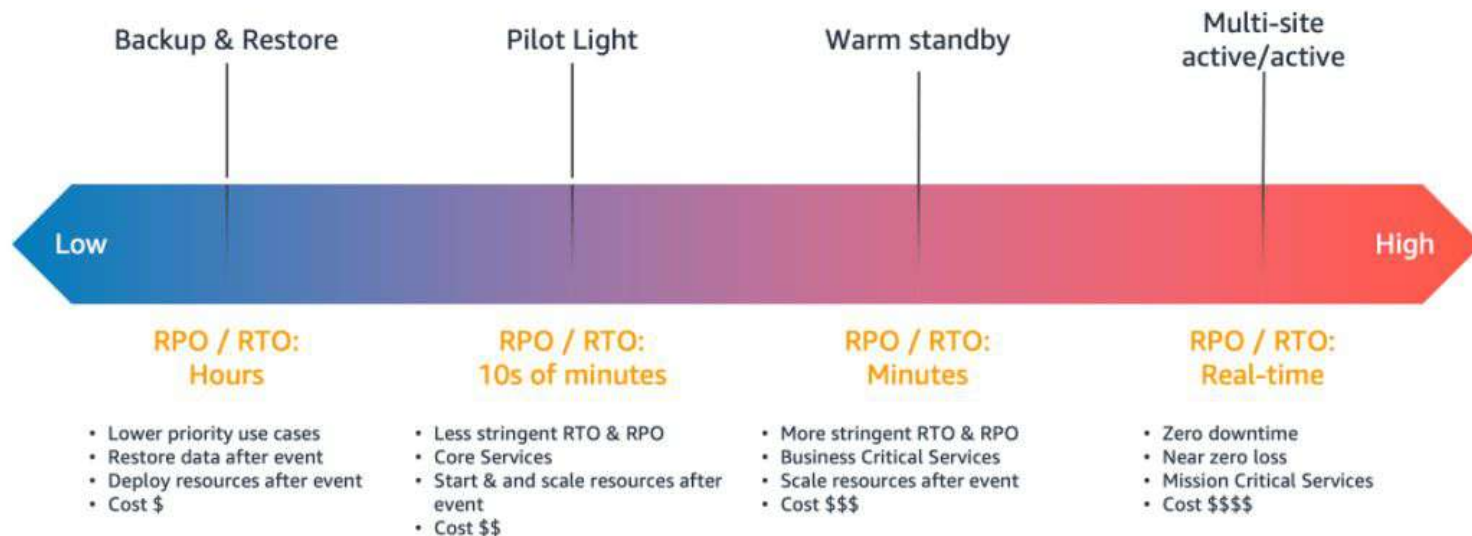 Backup & Restore
Pilot Light
Warm standby
Multi-site
active/active
Low
High
RPO / RTO:
Hours
RPO / RTO:
10s of minutes
RPO / RTO:
Minutes
RPO / RTO:
Real-time
• Lower priority use cases
• Restore data after event
• Deploy resources after event
• Cost $
• Less stringent RTO & RPO
• Core Services
• Start & and scale resources after
event
• Cost $$
• More stringent RTO & RPO
• Business Critical Services
• Scale resources after event
• Cost $$$
• Zero downtime
• Near zero loss
• Mission Critical Services
• Cost $$$$